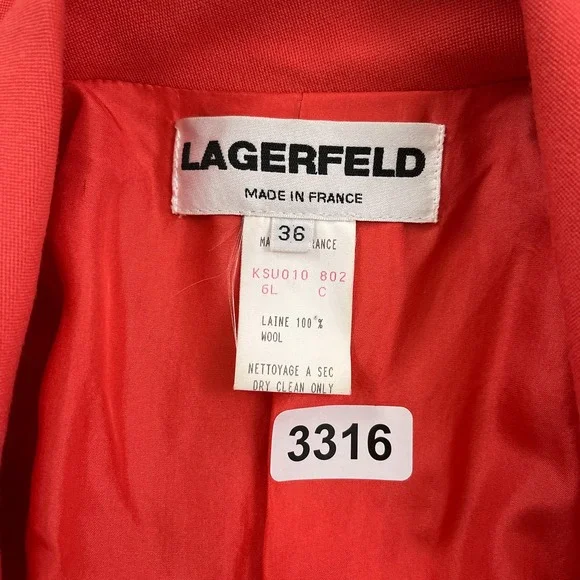 LAGERFELD
MADE IN FRANCE
36
KSU010 802
6L C
LAINE 100 %
WOOL
NETTOYAGE A SEC
DRY CLEAN ONLY
3316